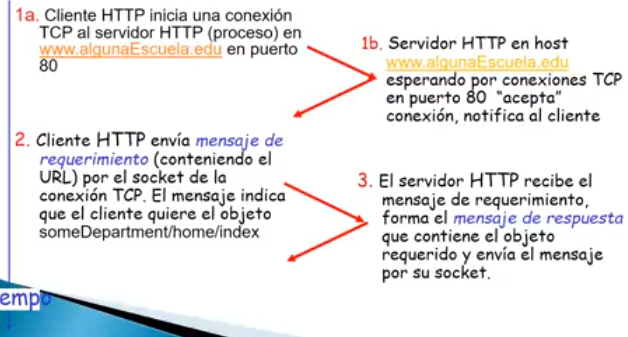 1a. Cliente HTTP inicia una conexión
TCP al servidor HTTP (proceso) en
www.algunaEscuela.edu en puerto
80
1b. Servidor HTTP en host
www.algunaEscuela.edu
esperando por conexiones TCP
en puerto 80 “acepta”
conexión, notifica al cliente
2. Cliente HTTP envía mensaje de
requerimiento (conteniendo el
URL) por el socket de la
conexión TCP. El mensaje indica
que el cliente quiere el objeto
someDepartment/home/index
3. El servidor HTTP recibe el
mensaje de requerimiento,
forma el mensaje de respuesta
que contiene el objeto
requerido y envía el mensaje
por su socket.
empo